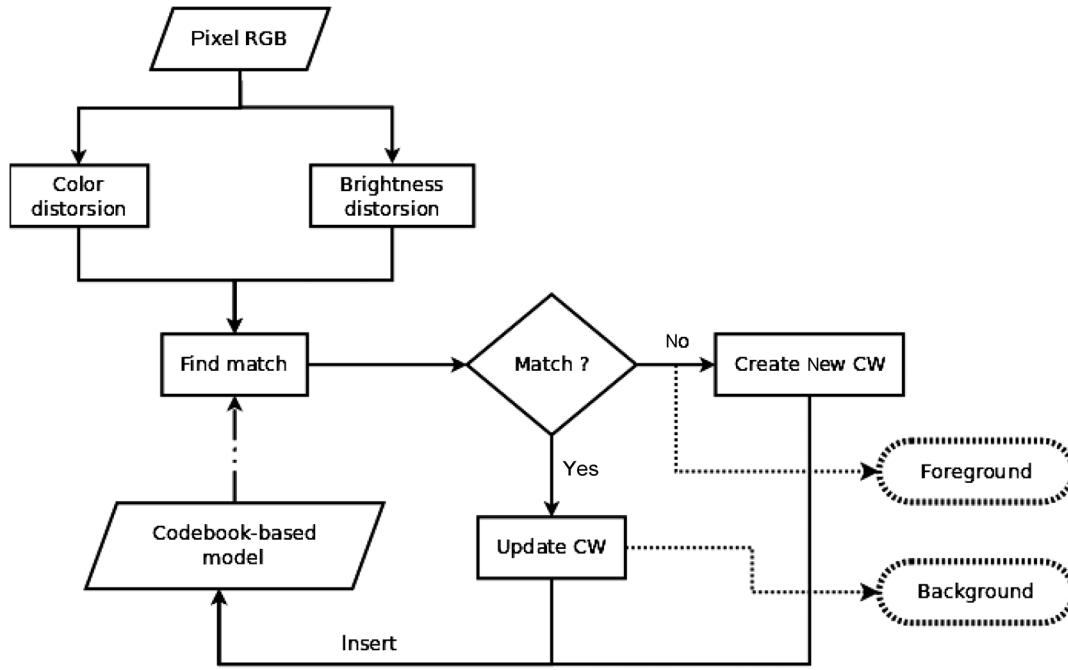 Pixel RGB
Color
distorsion
Brightness
distorsion
Find match
Match ?
No
Create New CW
Yes
Foreground
Codebook-based
model
Update CW
Background
Insert